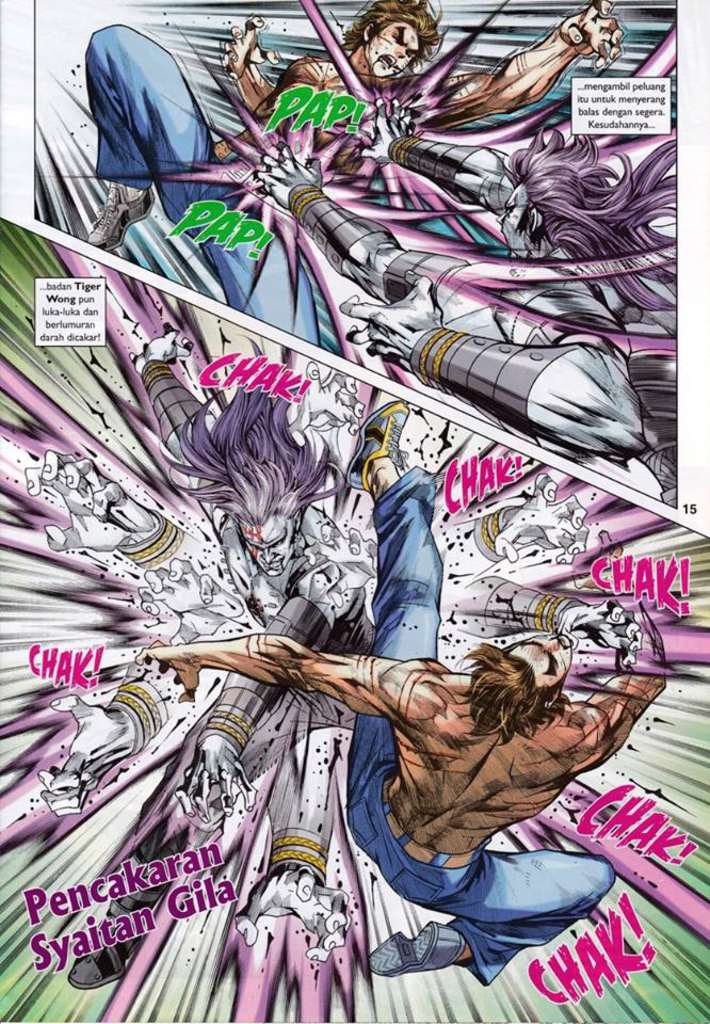 ...mengambil peluang
itu untuk menyerang
balas dengan segera.
Kesudahannya...
PAP!
PAP!
...badan Tiger
Wong pun
luka-luka dan
berlumuran
darah dicakar!
15
CHAK!
CHAK!
CHAK!
CHAK!
CHAK!
CHAK!
Pencakaran
Syaitan Gila